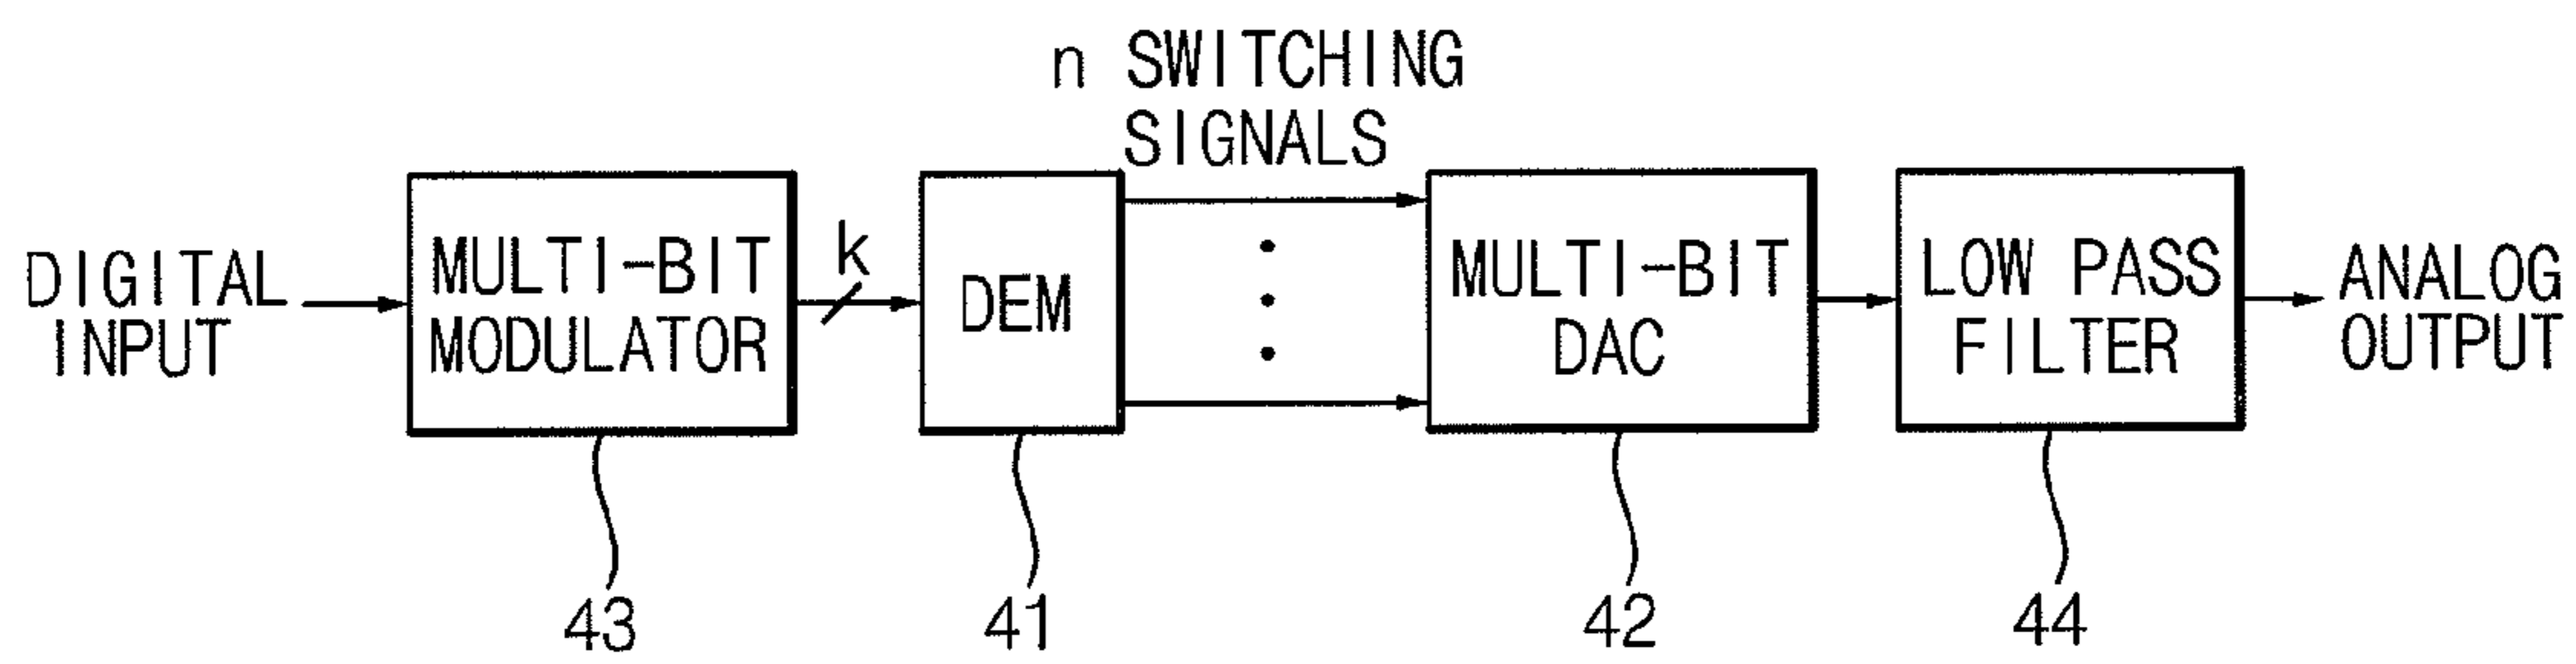 n SWITCHING
SIGNALS
DIGITAL
INPUT
MULTI-BIT
MODULATOR
k
DEM
MULTI-BIT
DAC
LOW PASS
FILTER
ANALOG
OUTPUT
43
41
42
44